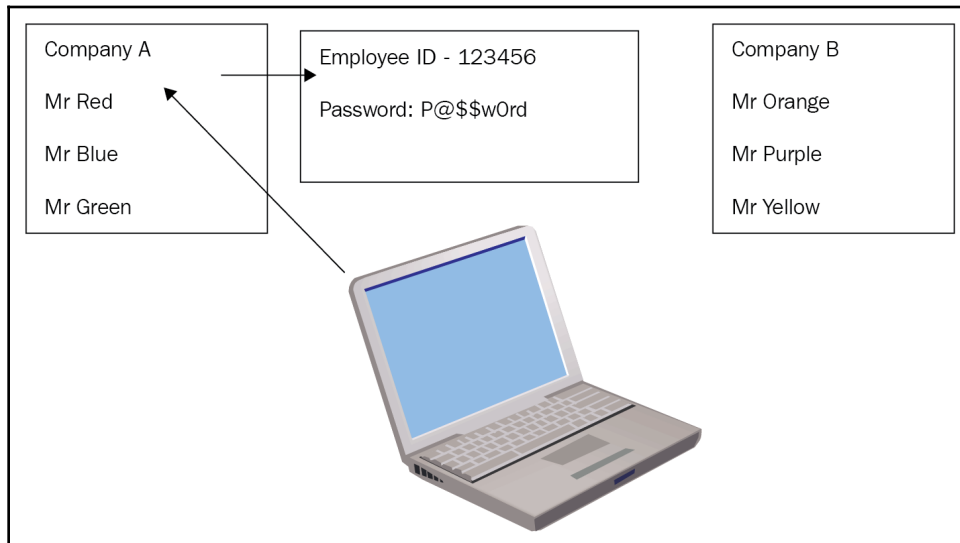 Company A
Mr Red
Mr Blue
Mr Green
Employee ID - 123456
Password: P@$$w0rd
Company B
Mr Orange
Mr Purple
Mr Yellow